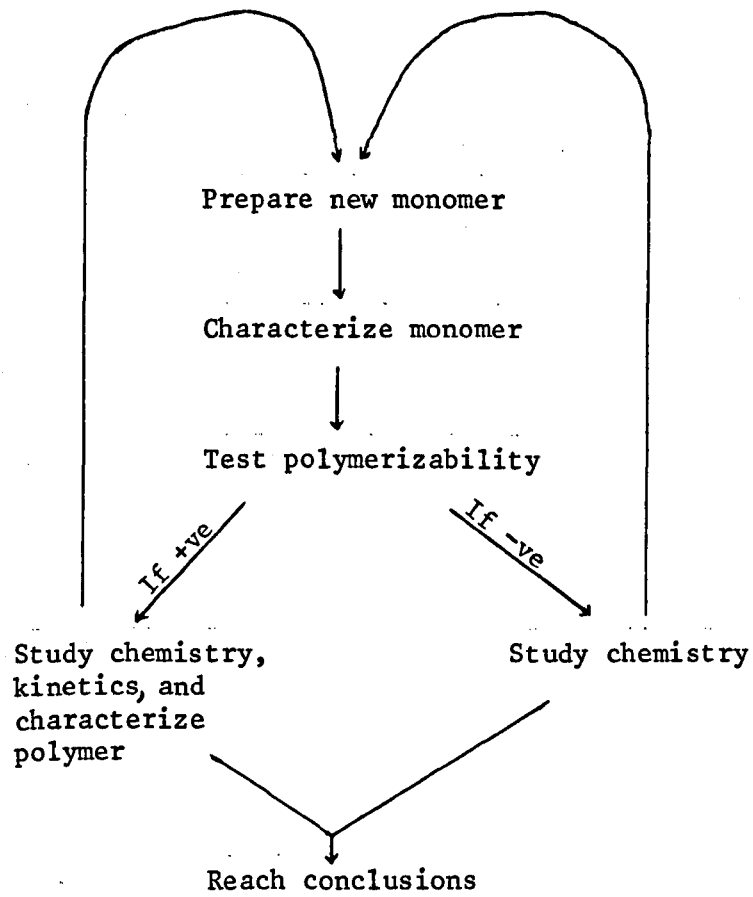 Prepare new monomer
Characterize monomer
Test polymerizability
If +ve
If -ve
Study chemistry,
kinetics, and
characterize
polymer
Study chemistry
Reach conclusions